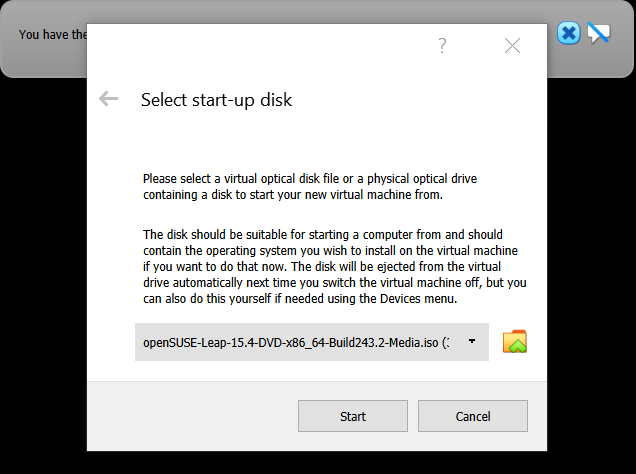 You have the
?
Select start-up disk
Please select a virtual optical disk file or a physical optical drive
containing a disk to start your new virtual machine from.
The disk should be suitable for starting a computer from and should
contain the operating system you wish to install on the virtual machine
if you want to do that now. The disk will be ejected from the virtual
drive automatically next time you switch the virtual machine off, but you
can also do this yourself if needed using the Devices menu.
openSUSE-Leap-15.4-DVD-x86_64-Build243.2-Media.iso (
Start
Cancel